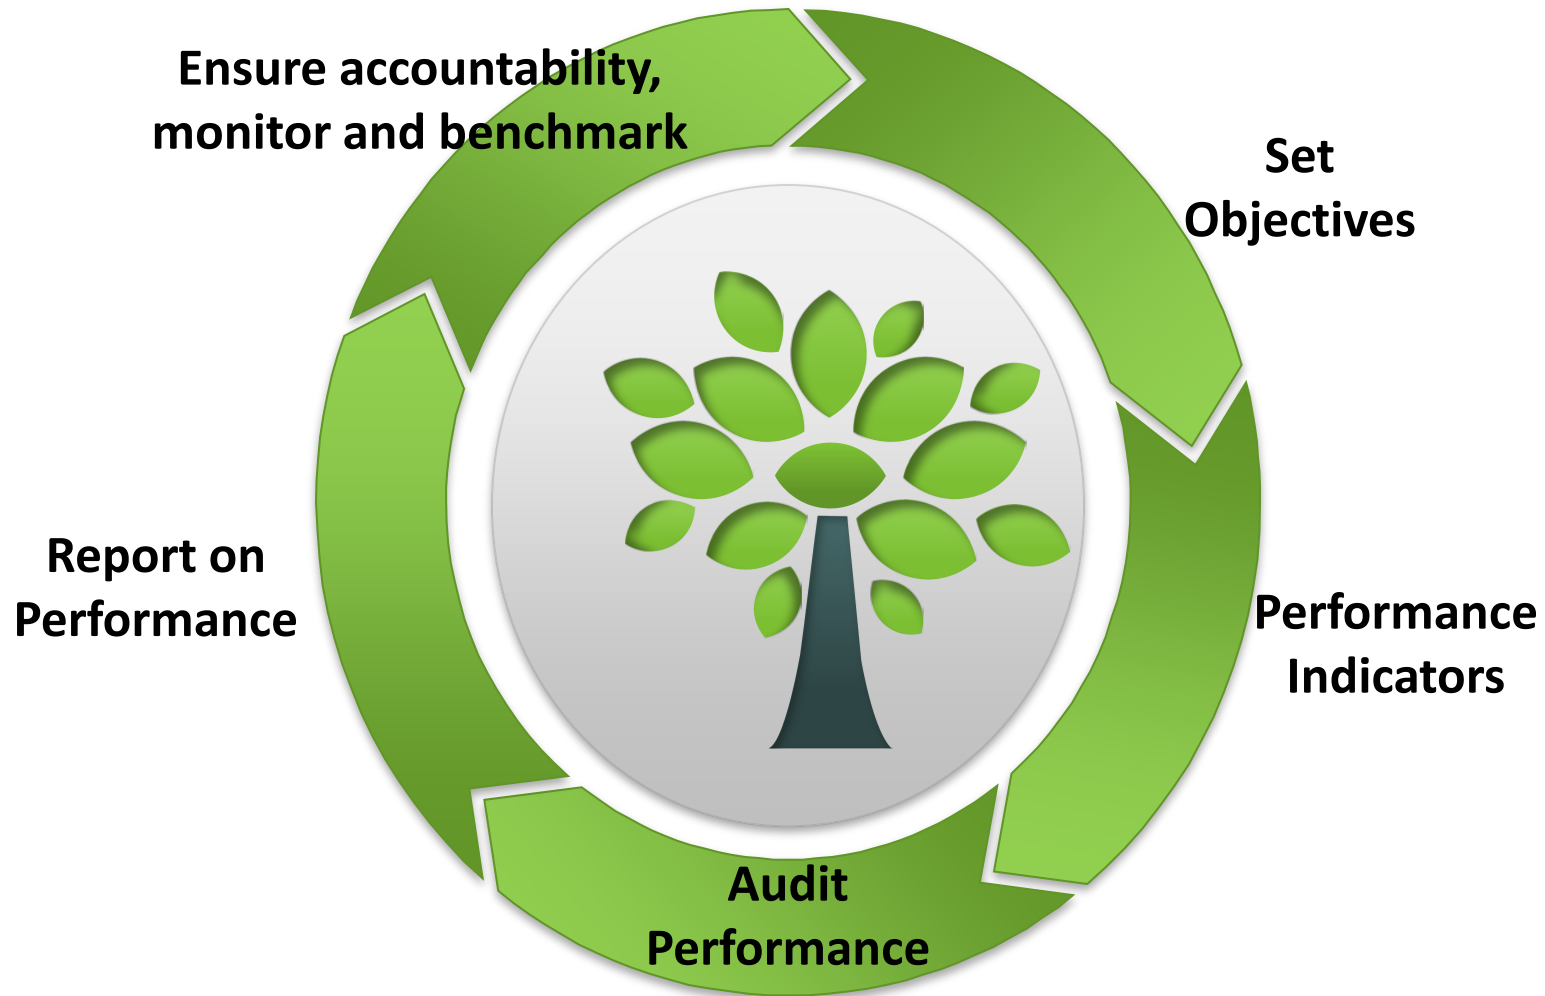 Ensure accountability,
monitor and benchmark
Set
Objectives
Performance
Indicators
Audit
Performance
Report on
Performance